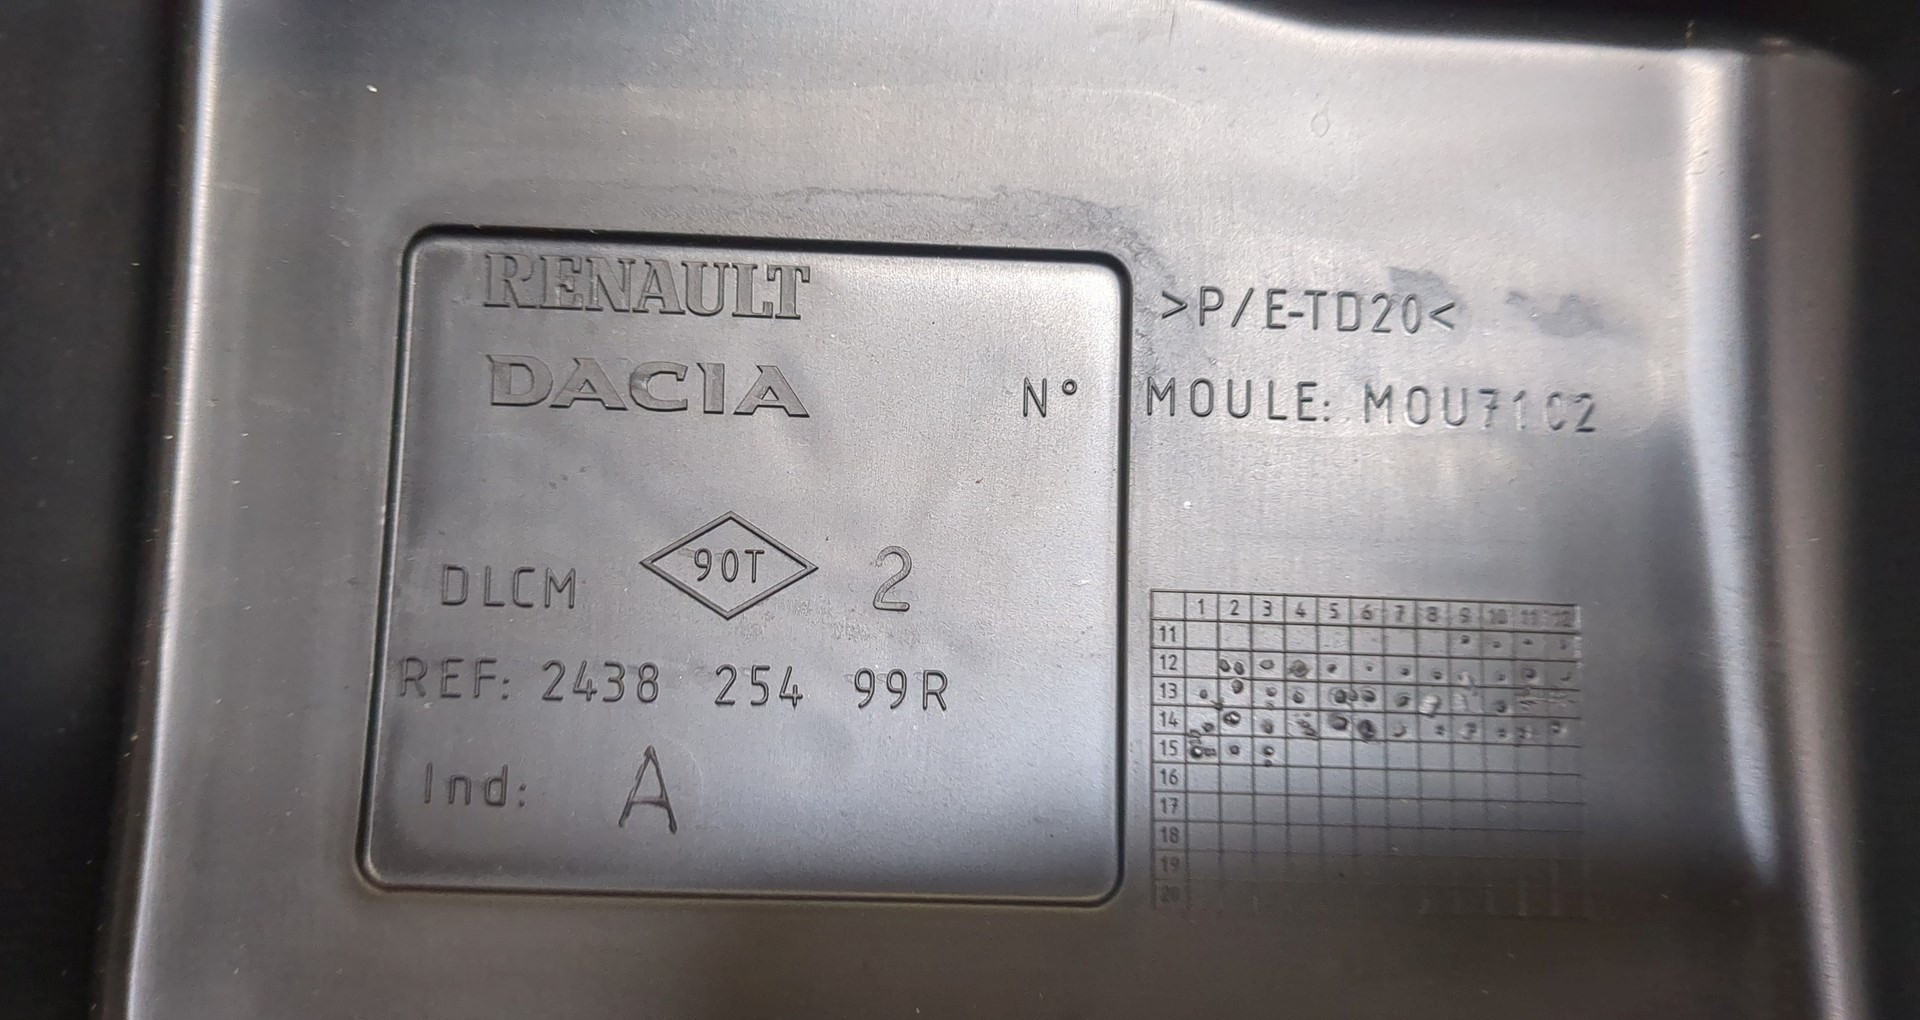 RENAULT
DACIA
DLCM 90T 2
REF: 2438 254 99R
Ind: A
>P/E-TD20<
N° MOULE: MOU71C2
1 2 3 4 5 6 7 8 9 10 11 12
11
12
13
14
15
16
17
18
19
20